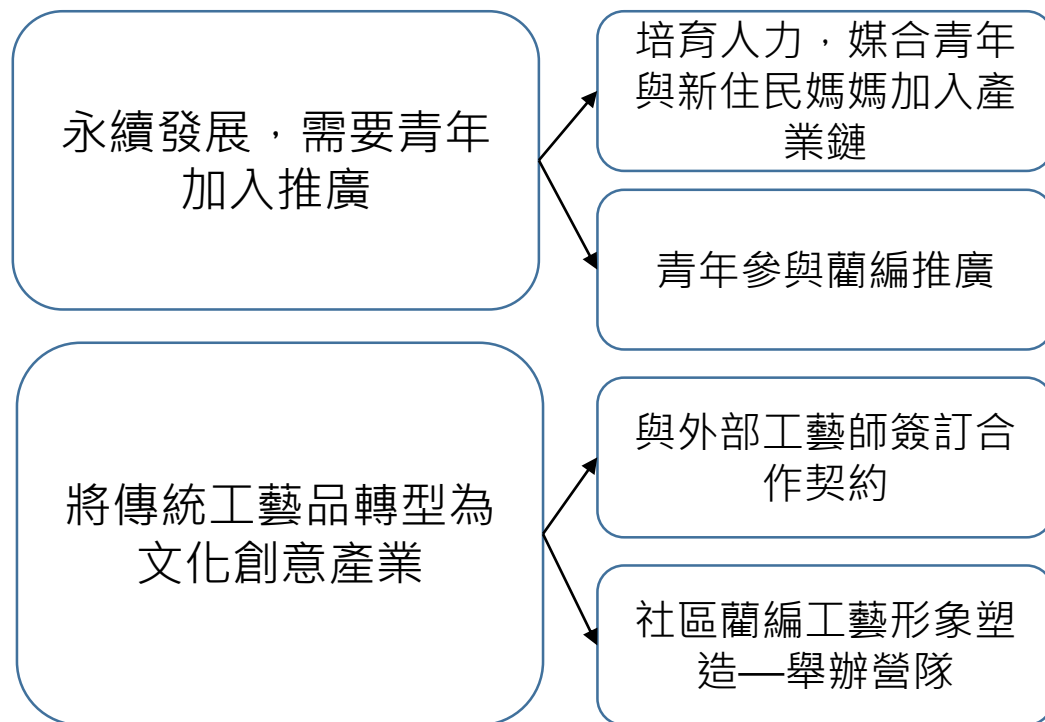 永續發展，需要青年
加入推廣
培育人力，媒合青年
與新住民媽媽加入產
業鏈
青年參與藺編推廣
將傳統工藝品轉型為
文化創意產業
與外部工藝師簽訂合
作契約
社區藺編工藝形象塑
造—舉辦營隊